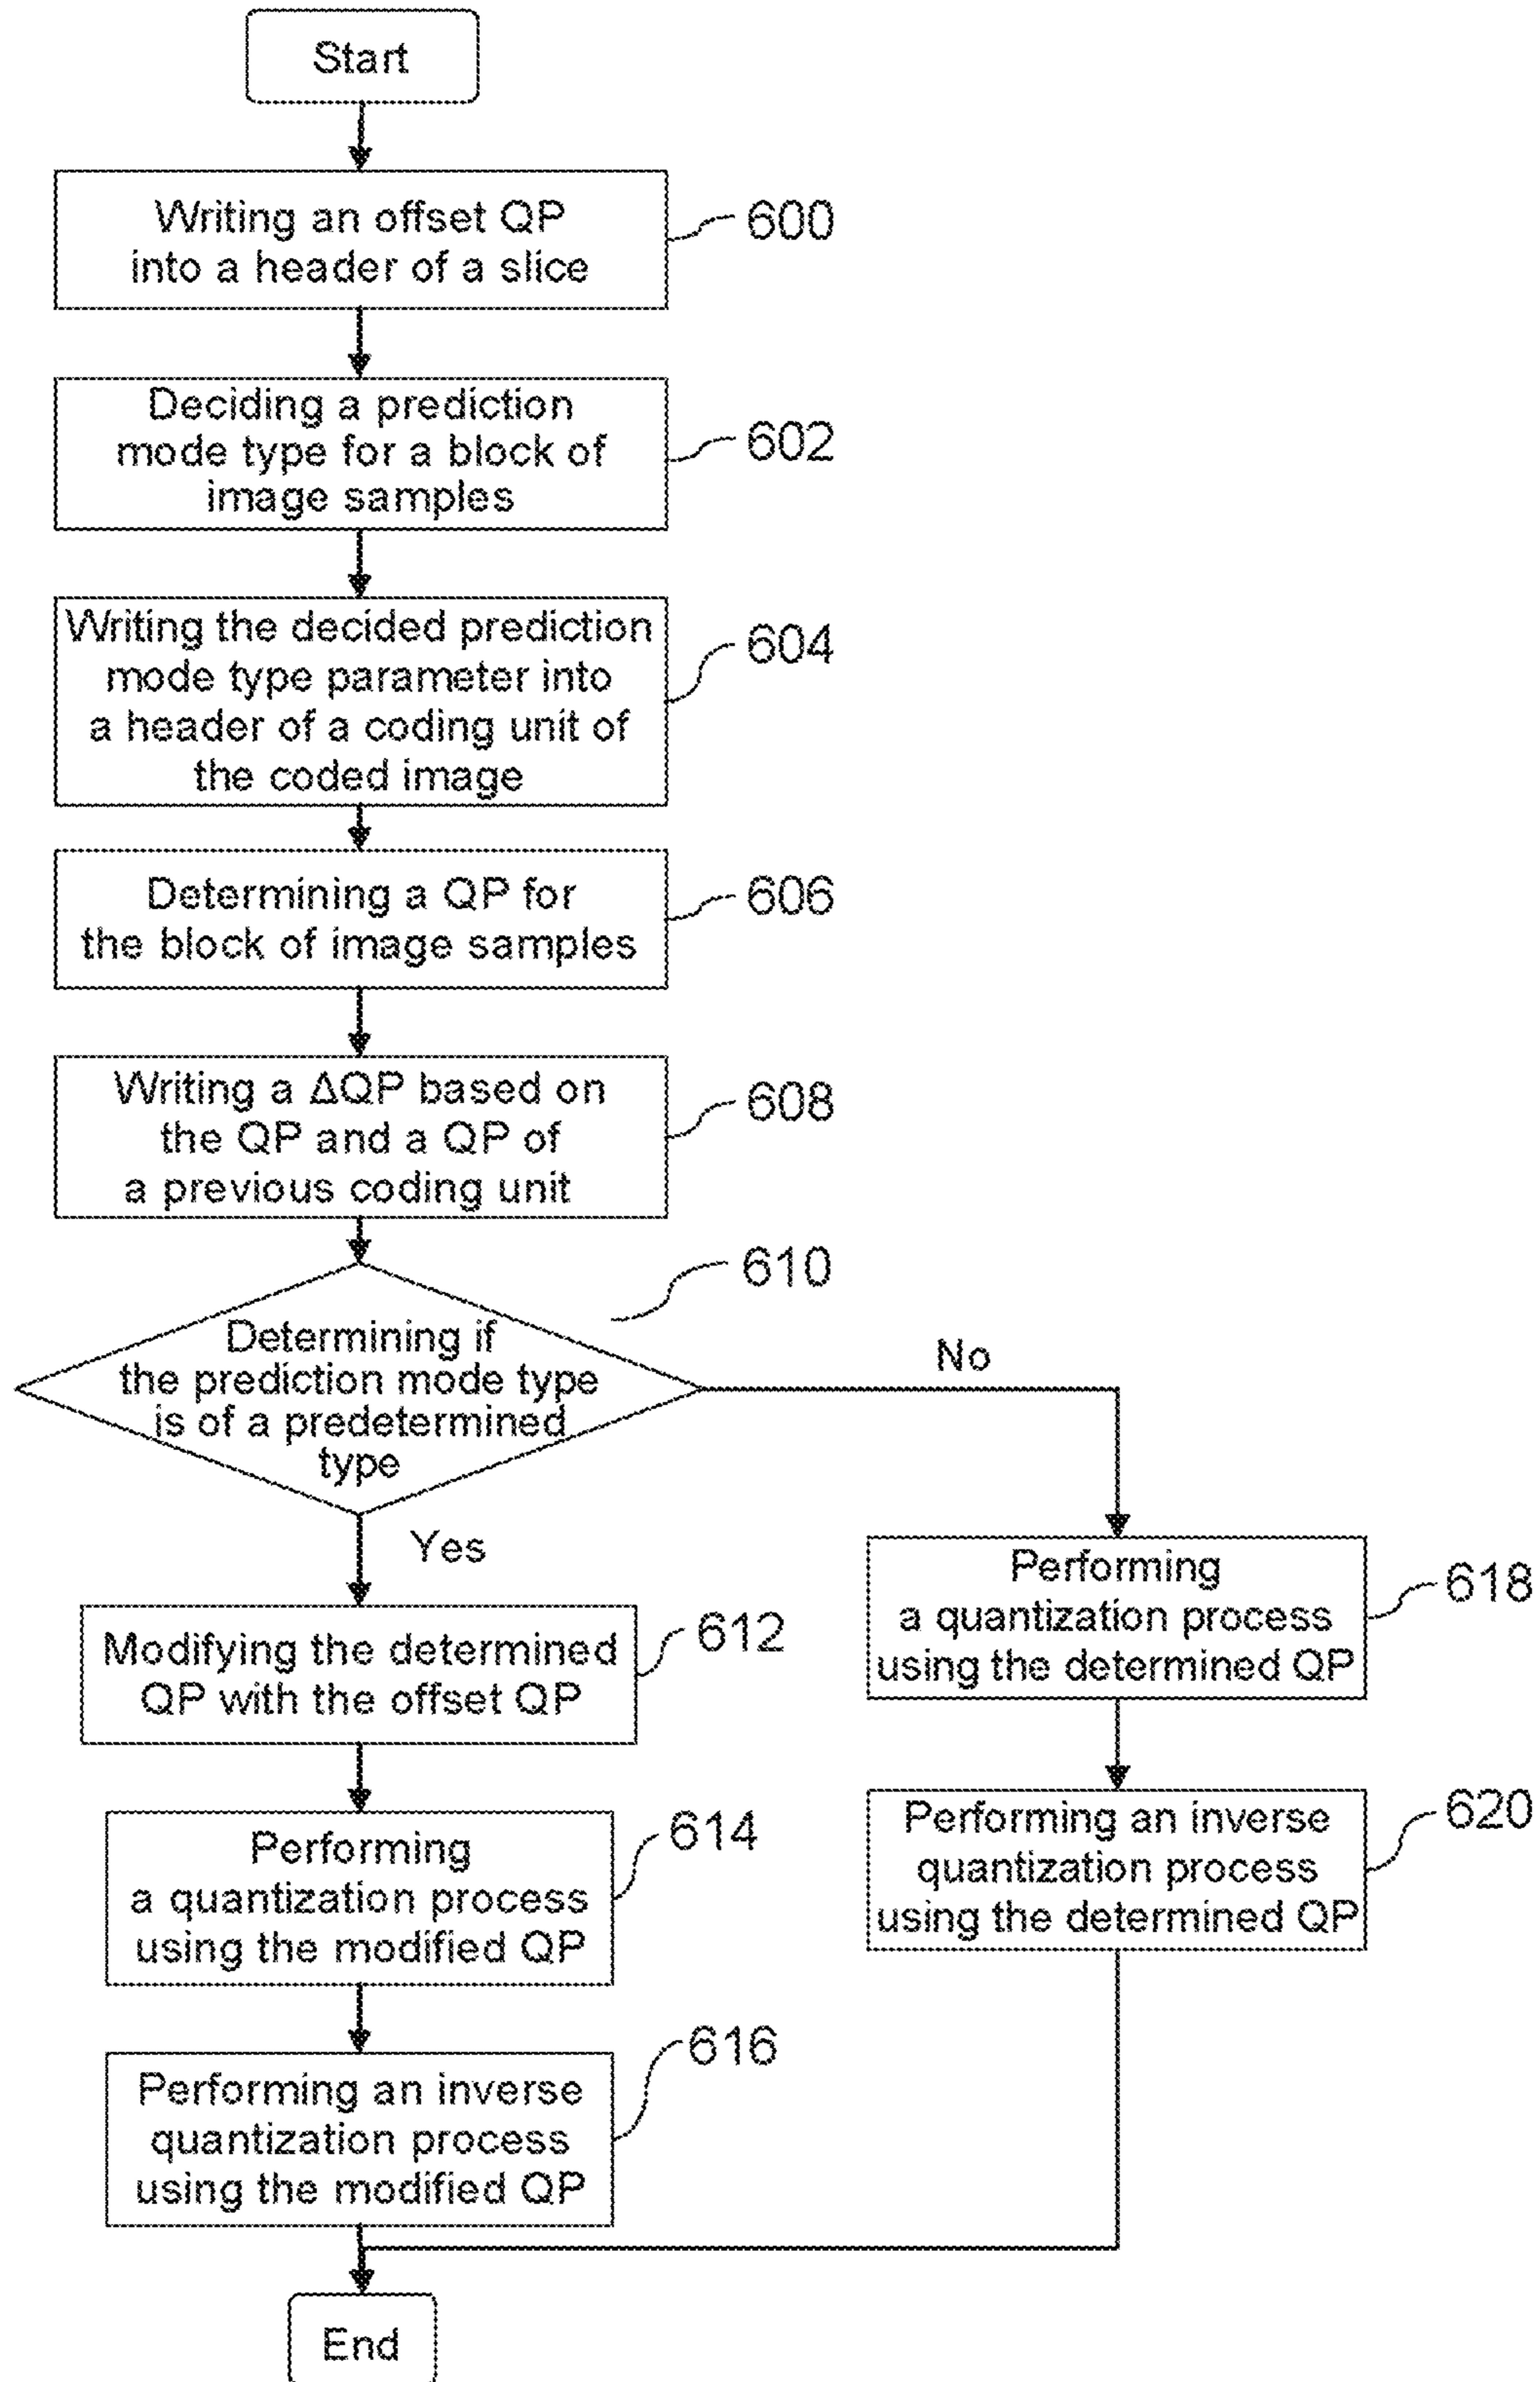 Start
Writing an offset QP
into a header of a slice
600
Deciding a prediction
mode type for a block of
image samples
602
Writing the decided prediction
mode type parameter into
a header of a coding unit of
the coded image
604
Determining a QP for
the block of image samples
606
Writing a ΔQP based on
the QP and a QP of
a previous coding unit
608
610
Determining if
the prediction mode type
is of a predetermined
type
No
Yes
Modifying the determined
QP with the offset QP
612
Performing
a quantization process
using the modified QP
614
Performing an inverse
quantization process
using the modified QP
616
Performing
a quantization process
using the determined QP
618
Performing an inverse
quantization process
using the determined QP
620
End